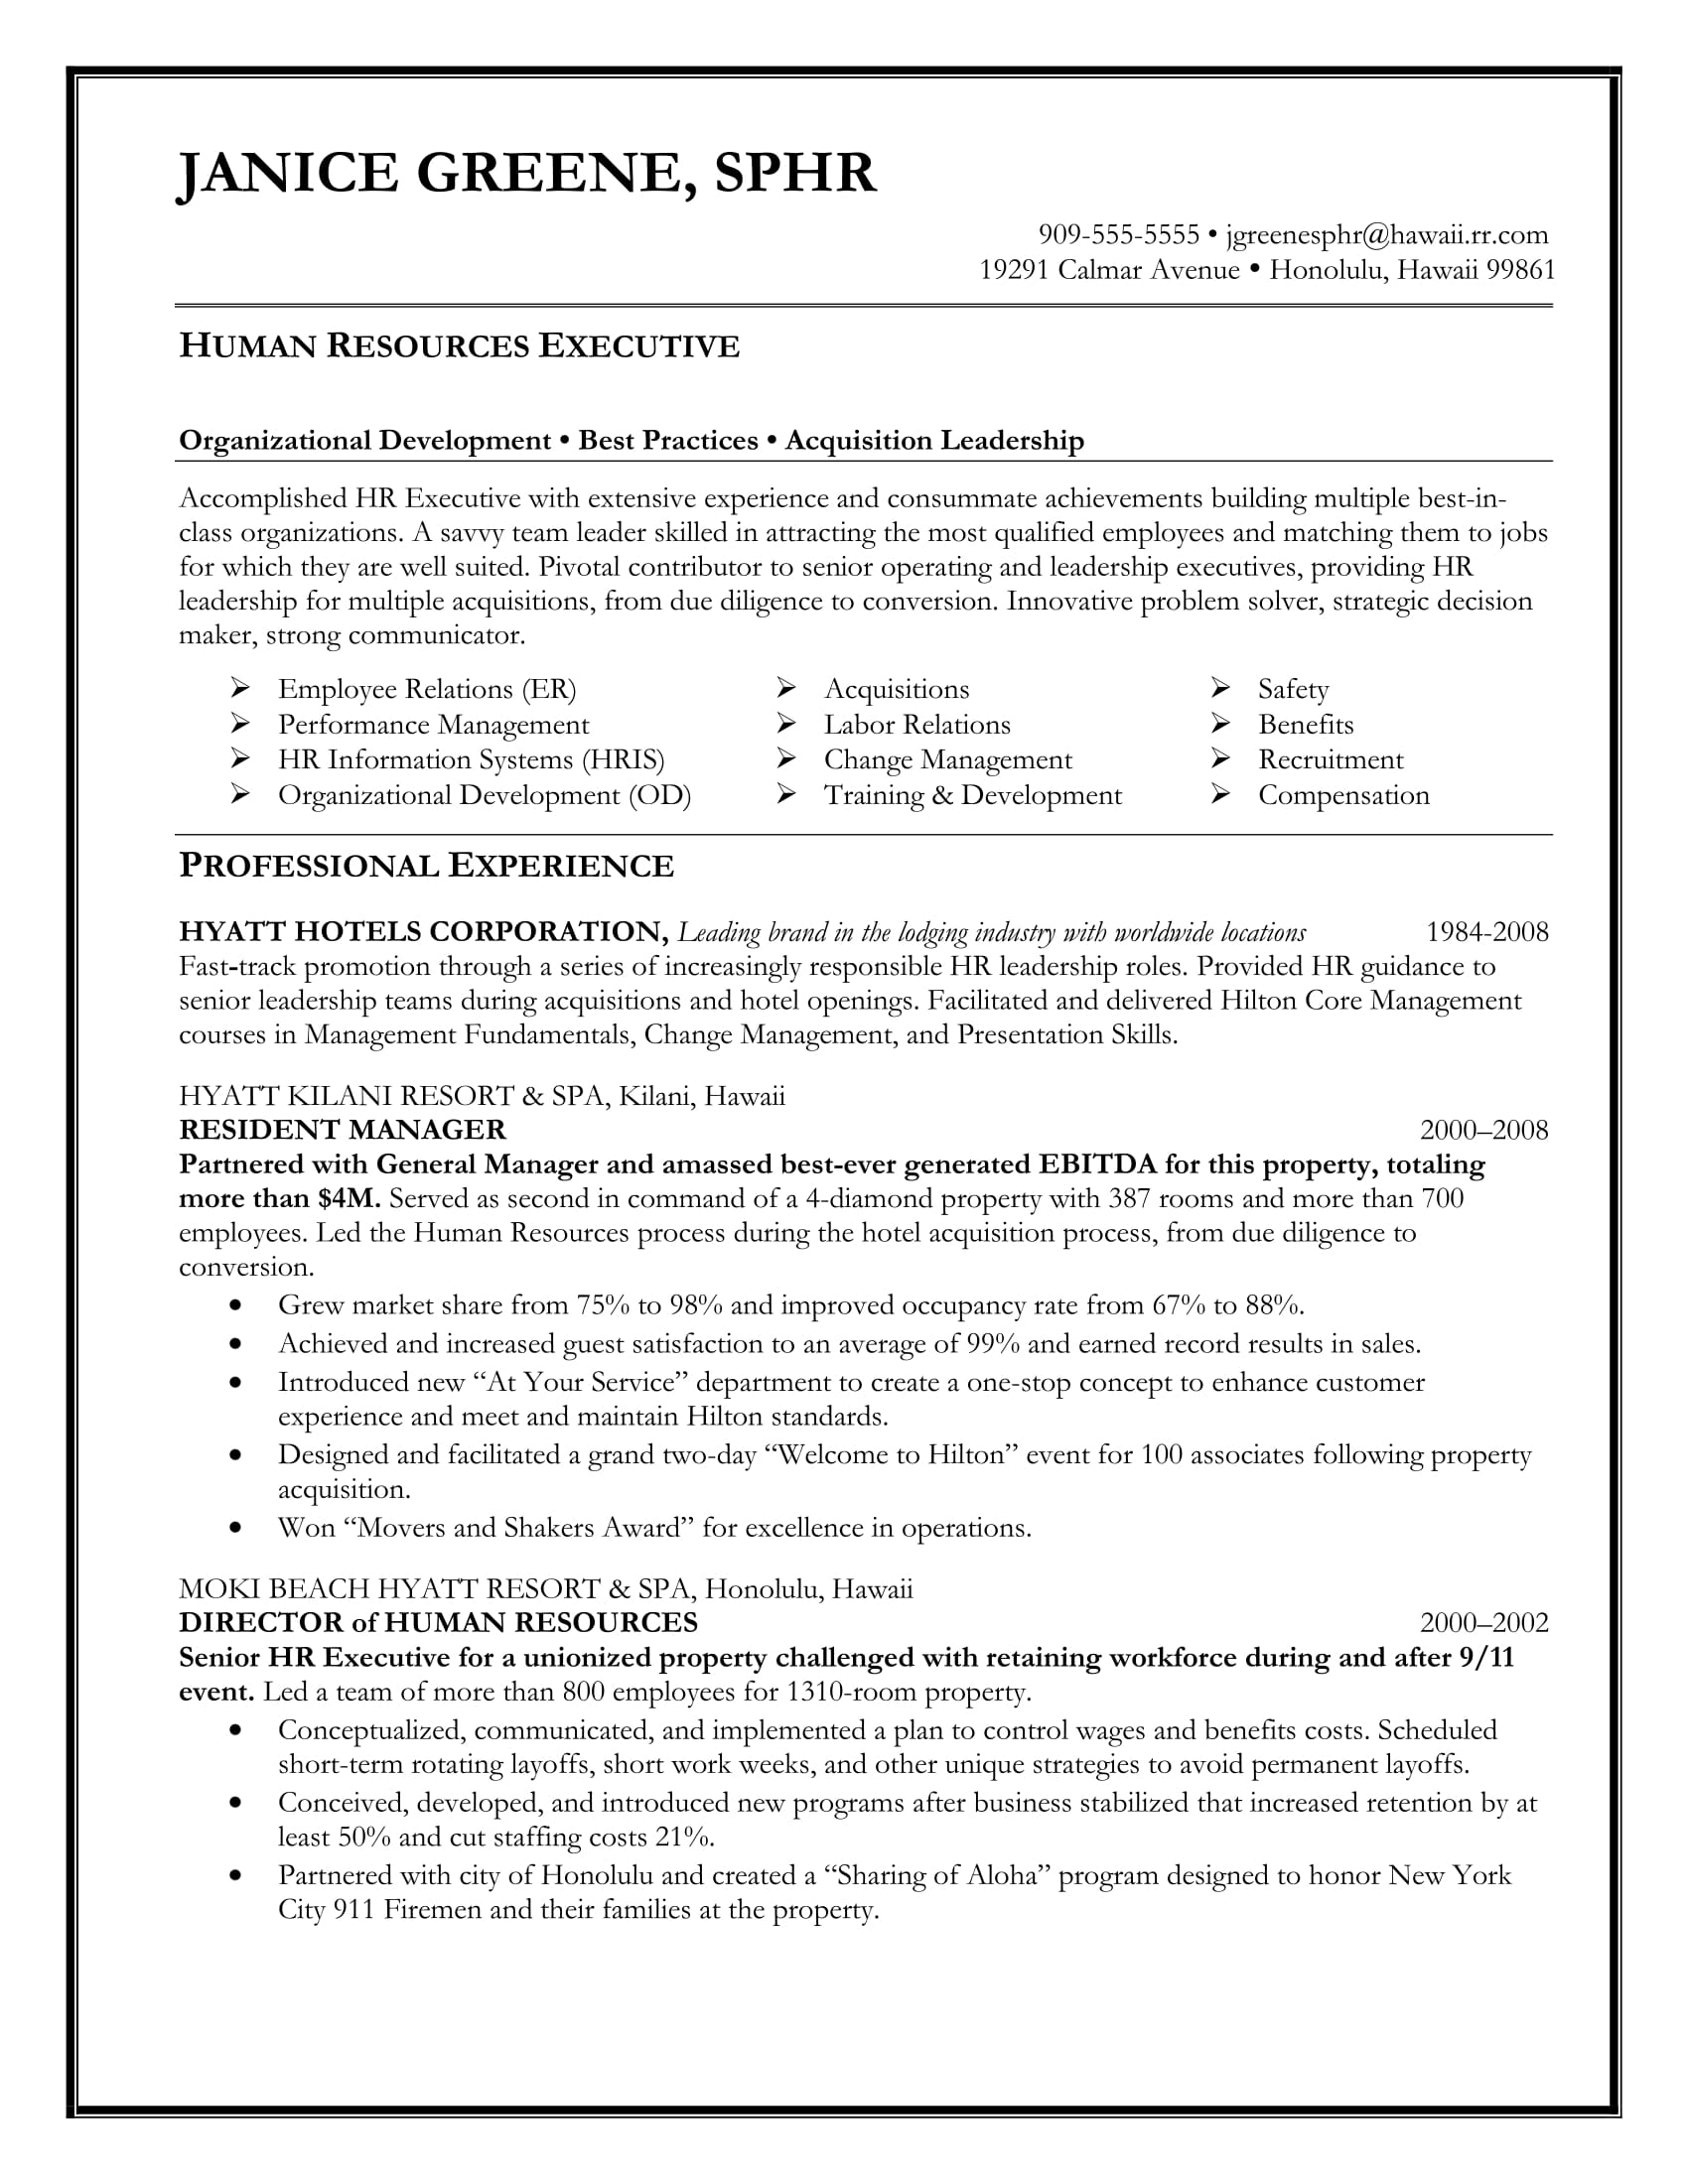 JANICE GREENE, SPHR
909-555-5555 • jgreenesphr@hawaii.rr.com
19291 Calmar Avenue • Honolulu, Hawaii 99861
HUMAN RESOURCES EXECUTIVE
Organizational Development • Best Practices • Acquisition Leadership
Accomplished HR Executive with extensive experience and consummate achievements building multiple best-in-
class organizations. A savvy team leader skilled in attracting the most qualified employees and matching them to jobs
for which they are well suited. Pivotal contributor to senior operating and leadership executives, providing HR
leadership for multiple acquisitions, from due diligence to conversion. Innovative problem solver, strategic decision
maker, strong communicator.
➢ Employee Relations (ER) ➢ Acquisitions ➢ Safety
➢ Performance Management ➢ Labor Relations ➢ Benefits
➢ HR Information Systems (HRIS) ➢ Change Management ➢ Recruitment
➢ Organizational Development (OD) ➢ Training & Development ➢ Compensation
PROFESSIONAL EXPERIENCE
HYATT HOTELS CORPORATION, Leading brand in the lodging industry with worldwide locations 1984-2008
Fast-track promotion through a series of increasingly responsible HR leadership roles. Provided HR guidance to
senior leadership teams during acquisitions and hotel openings. Facilitated and delivered Hilton Core Management
courses in Management Fundamentals, Change Management, and Presentation Skills.
HYATT KILANI RESORT & SPA, Kilani, Hawaii
RESIDENT MANAGER 2000–2008
Partnered with General Manager and amassed best-ever generated EBITDA for this property, totaling
more than $4M. Served as second in command of a 4-diamond property with 387 rooms and more than 700
employees. Led the Human Resources process during the hotel acquisition process, from due diligence to
conversion.
• Grew market share from 75% to 98% and improved occupancy rate from 67% to 88%.
• Achieved and increased guest satisfaction to an average of 99% and earned record results in sales.
• Introduced new “At Your Service” department to create a one-stop concept to enhance customer
experience and meet and maintain Hilton standards.
• Designed and facilitated a grand two-day “Welcome to Hilton” event for 100 associates following property
acquisition.
• Won “Movers and Shakers Award” for excellence in operations.
MOKI BEACH HYATT RESORT & SPA, Honolulu, Hawaii
DIRECTOR of HUMAN RESOURCES 2000–2002
Senior HR Executive for a unionized property challenged with retaining workforce during and after 9/11
event. Led a team of more than 800 employees for 1310-room property.
• Conceptualized, communicated, and implemented a plan to control wages and benefits costs. Scheduled
short-term rotating layoffs, short work weeks, and other unique strategies to avoid permanent layoffs.
• Conceived, developed, and introduced new programs after business stabilized that increased retention by at
least 50% and cut staffing costs 21%.
• Partnered with city of Honolulu and created a “Sharing of Aloha” program designed to honor New York
City 911 Firemen and their families at the property.